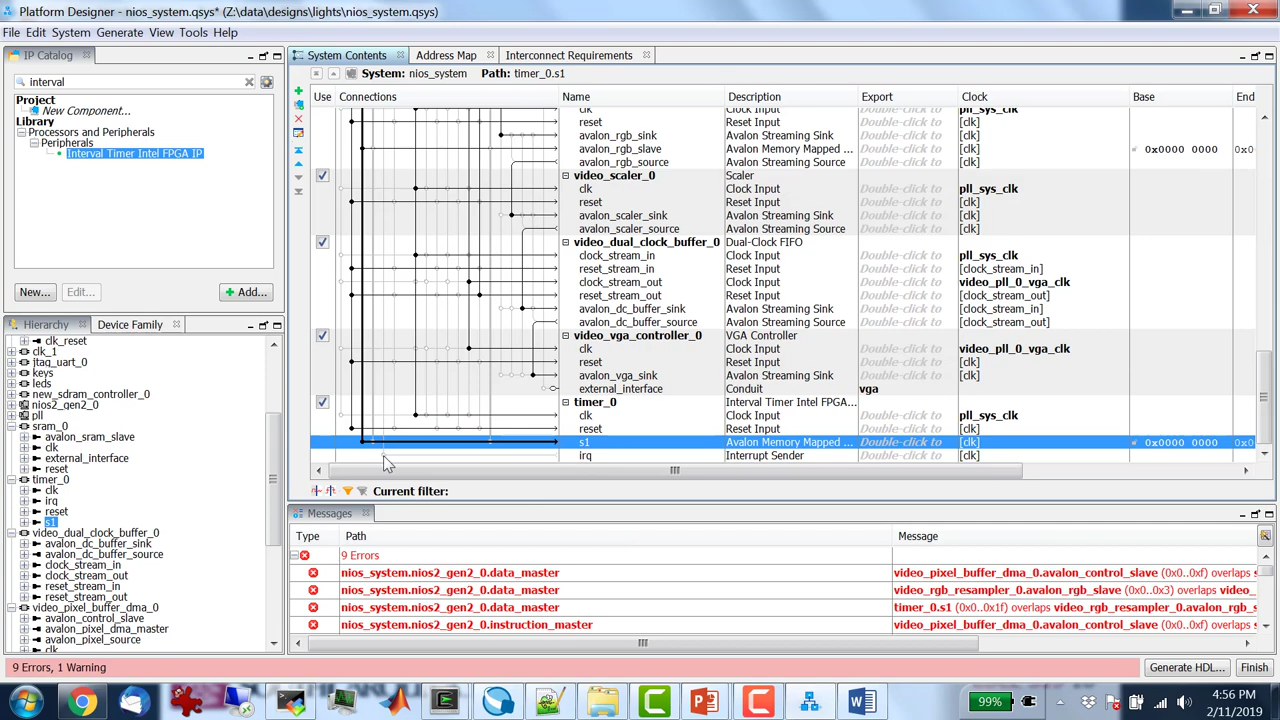 Platform Designer - nios_system.qsys* (Z:\data\designs\lights\nios_system.qsys)
File Edit System Generate View Tools Help
IP Catalog
interval
Project
New Component...
Library
Processors and Peripherals
Peripherals
Interval Timer Intel FPGA IP
New... Edit... Add...
Hierarchy Device Family
clk_reset
clk_1
jtag_uart_0
keys
leds
new_sdram_controller_0
nios2_gen2_0
pll
sram_0
avalon_sram_slave
clk
external_interface
reset
timer_0
clk
irq
reset
s1
video_dual_clock_buffer_0
avalon_dc_buffer_sink
avalon_dc_buffer_source
clock_stream_in
clock_stream_out
reset_stream_in
reset_stream_out
video_pixel_buffer_dma_0
avalon_control_slave
avalon_pixel_dma_master
avalon_pixel_source
clk
System Contents Address Map Interconnect Requirements
System: nios_system Path: timer_0.s1
Use Connections Name Description Export Clock Base End
clk Clock Input Double-click to pll_sys_clk
reset Reset Input Double-click to [clk]
avalon_rgb_sink Avalon Streaming Sink Double-click to [clk]
avalon_rgb_slave Avalon Memory Mapped ... Double-click to [clk] 0x0000 0000 0x0
avalon_rgb_source Avalon Streaming Source Double-click to [clk]
video_scaler_0 Scaler
clk Clock Input Double-click to pll_sys_clk
reset Reset Input Double-click to [clk]
avalon_scaler_sink Avalon Streaming Sink Double-click to [clk]
avalon_scaler_source Avalon Streaming Source Double-click to [clk]
video_dual_clock_buffer_0 Dual-Clock FIFO
clock_stream_in Clock Input Double-click to pll_sys_clk
reset_stream_in Reset Input Double-click to [clock_stream_in]
clock_stream_out Clock Input Double-click to video_pll_0_vga_clk
reset_stream_out Reset Input Double-click to [clock_stream_out]
avalon_dc_buffer_sink Avalon Streaming Sink Double-click to [clock_stream_in]
avalon_dc_buffer_source Avalon Streaming Source Double-click to [clock_stream_out]
video_vga_controller_0 VGA Controller
clk Clock Input Double-click to video_pll_0_vga_clk
reset Reset Input Double-click to [clk]
avalon_vga_sink Avalon Streaming Sink Double-click to [clk]
external_interface Conduit vga
timer_0 Interval Timer Intel FPGA...
clk Clock Input Double-click to pll_sys_clk
reset Reset Input Double-click to [clk]
s1 Avalon Memory Mapped ... Double-click to [clk] 0x0000 0000 0x0
irq Interrupt Sender Double-click to [clk]
Current filter:
Messages
Type Path Message
9 Errors
nios_system.nios2_gen2_0.data_master video_pixel_buffer_dma_0.avalon_control_slave (0x0..0xf) overlaps
nios_system.nios2_gen2_0.data_master video_rgb_resampler_0.avalon_rgb_slave (0x0..0x3) overlaps video_
nios_system.nios2_gen2_0.data_master timer_0.s1 (0x0..0x1f) overlaps video_rgb_resampler_0.avalon_rgb_s
nios_system.nios2_gen2_0.instruction_master video_pixel_buffer_dma_0.avalon_control_slave (0x0..0xf) overlaps
9 Errors, 1 Warning
Generate HDL... Finish
99%
4:56 PM
2/11/2019